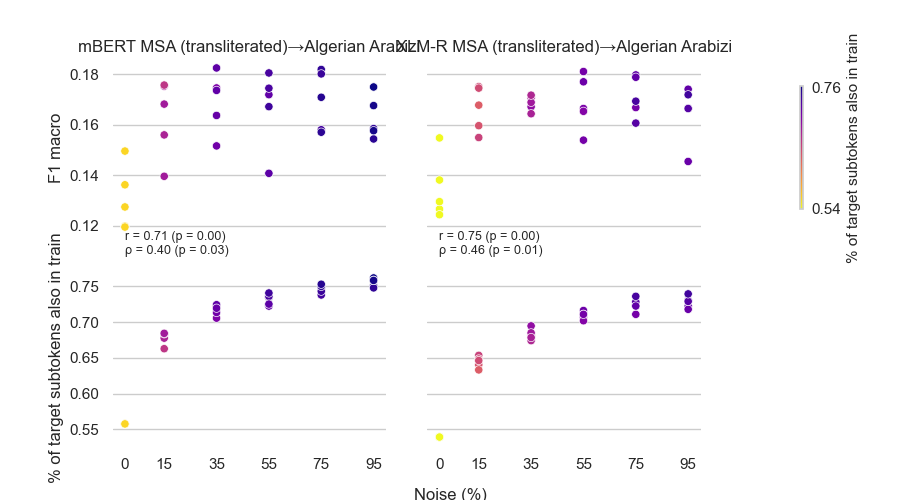 mBERT MSA (transliterated)→Algerian Arabizi
XLM-R MSA (transliterated)→Algerian Arabizi
F1 macro
0.18
0.16
0.14
0.12
r = 0.71 (p = 0.00)
ρ = 0.40 (p = 0.03)
r = 0.75 (p = 0.00)
ρ = 0.46 (p = 0.01)
% of target subtokens also in train
0.75
0.70
0.65
0.60
0.55
0 15 35 55 75 95
0 15 35 55 75 95
Noise (%)
0.76
0.54
% of target subtokens also in train